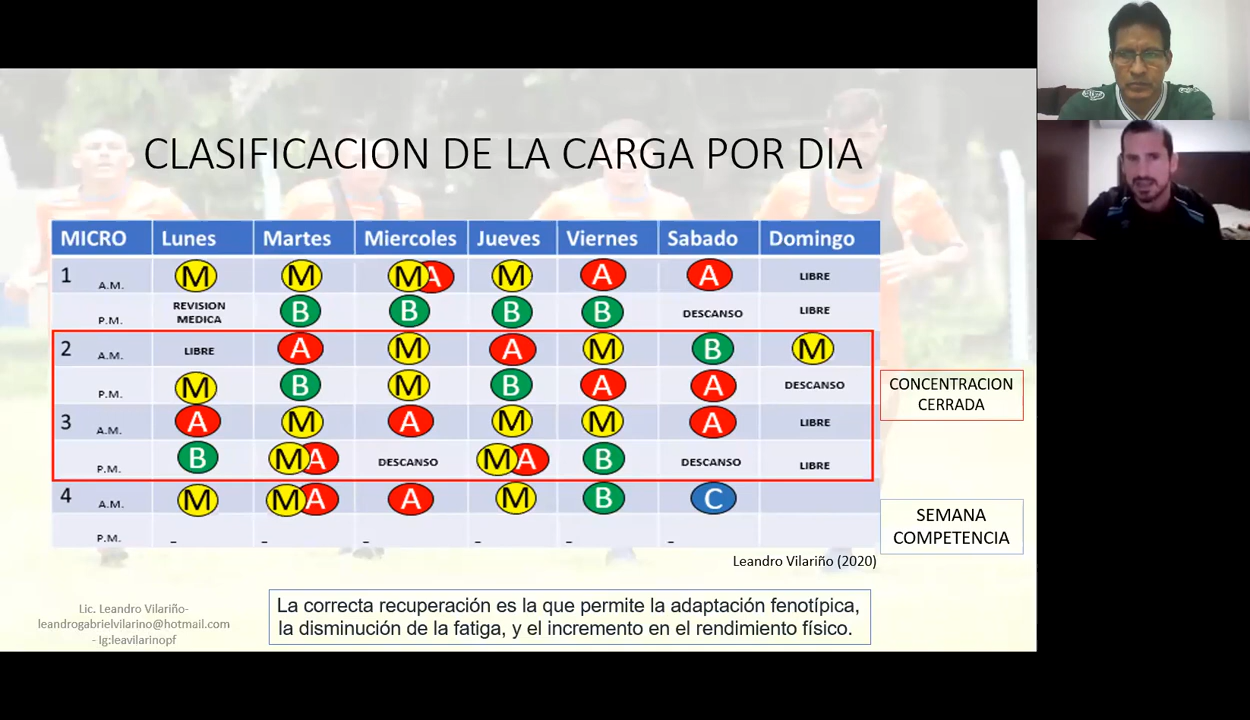 CLASIFICACION DE LA CARGA POR DIA
MICRO Lunes Martes Miercoles Jueves Viernes Sabado Domingo
1 A.M. M M M A M A A LIBRE
P.M. REVISION MEDICA B B B B DESCANSO LIBRE
2 A.M. LIBRE A M A M B M
P.M. M B M B A A DESCANSO
3 A.M. A M A M M A LIBRE
P.M. B M A DESCANSO M A B DESCANSO LIBRE
4 A.M. M M A A M B C
P.M. - - - - - -
CONCENTRACION
CERRADA
SEMANA
COMPETENCIA
Leandro Vilariño (2020)
Lic. Leandro Vilariño-
leandrogabrielvilarino@hotmail.com
- Ig:leavilarinopf
La correcta recuperación es la que permite la adaptación fenotípica,
la disminución de la fatiga, y el incremento en el rendimiento físico.